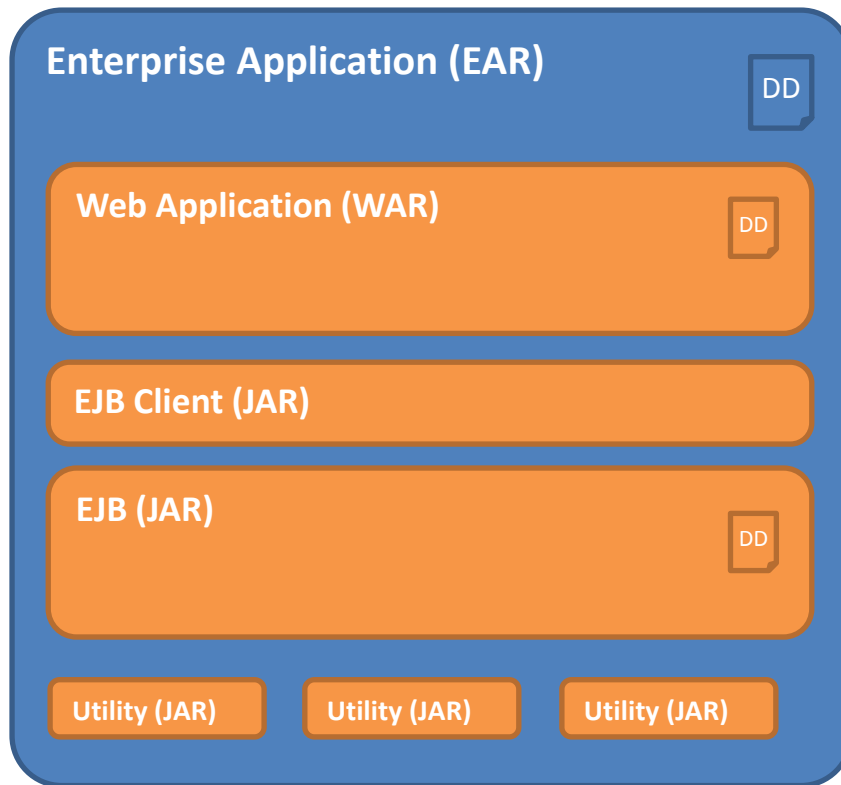 Enterprise Application (EAR)
DD
Web Application (WAR)
DD
EJB Client (JAR)
EJB (JAR)
DD
Utility (JAR)
Utility (JAR)
Utility (JAR)